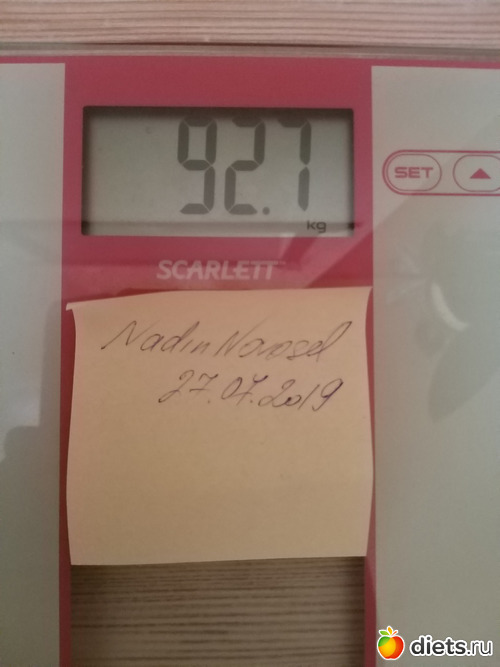 92.7
kg
SET
SCARLETT
Nadin Novosel
27.07.2019
diets.ru